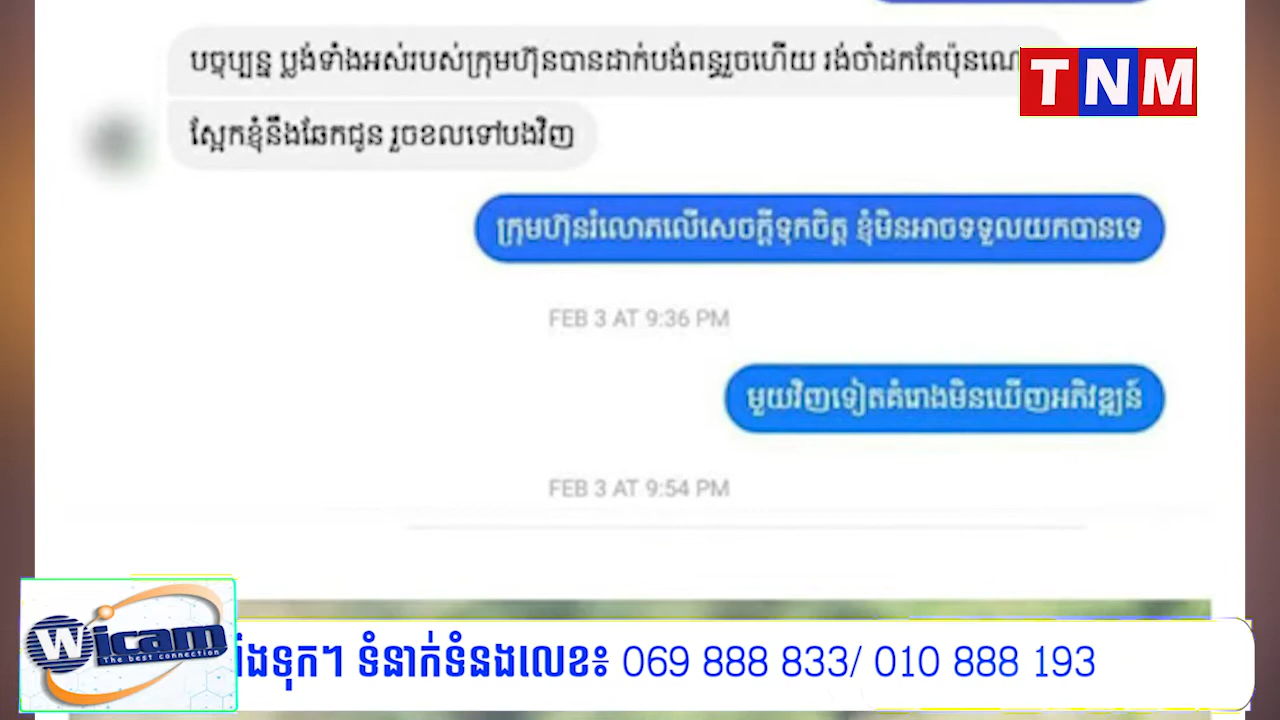 បច្ចុប្បន្ន ប្លង់ទាំងអស់របស់ក្រុមហ៊ុនបានដាក់បង់ពន្ធរួចហើយ រង់ចាំដកតែប៉ុនណោ
TNM
ស្អែកខ្ញុំនឹងឆែកជូន រួចខលទៅបងវិញ
ក្រុមហ៊ុនរំលោភលើសេចក្តីទុកចិត្ត ខ្ញុំមិនអាចទទួលយកបានទេ
FEB 3 AT 9:36 PM
មួយវិញទៀតគំរោងមិនឃើញអភិវឌ្ឍន៍
FEB 3 AT 9:54 PM
Wicam
The best connection
ាំងទុក។ ទំនាក់ទំនងលេខ៖ 069 888 833/ 010 888 193